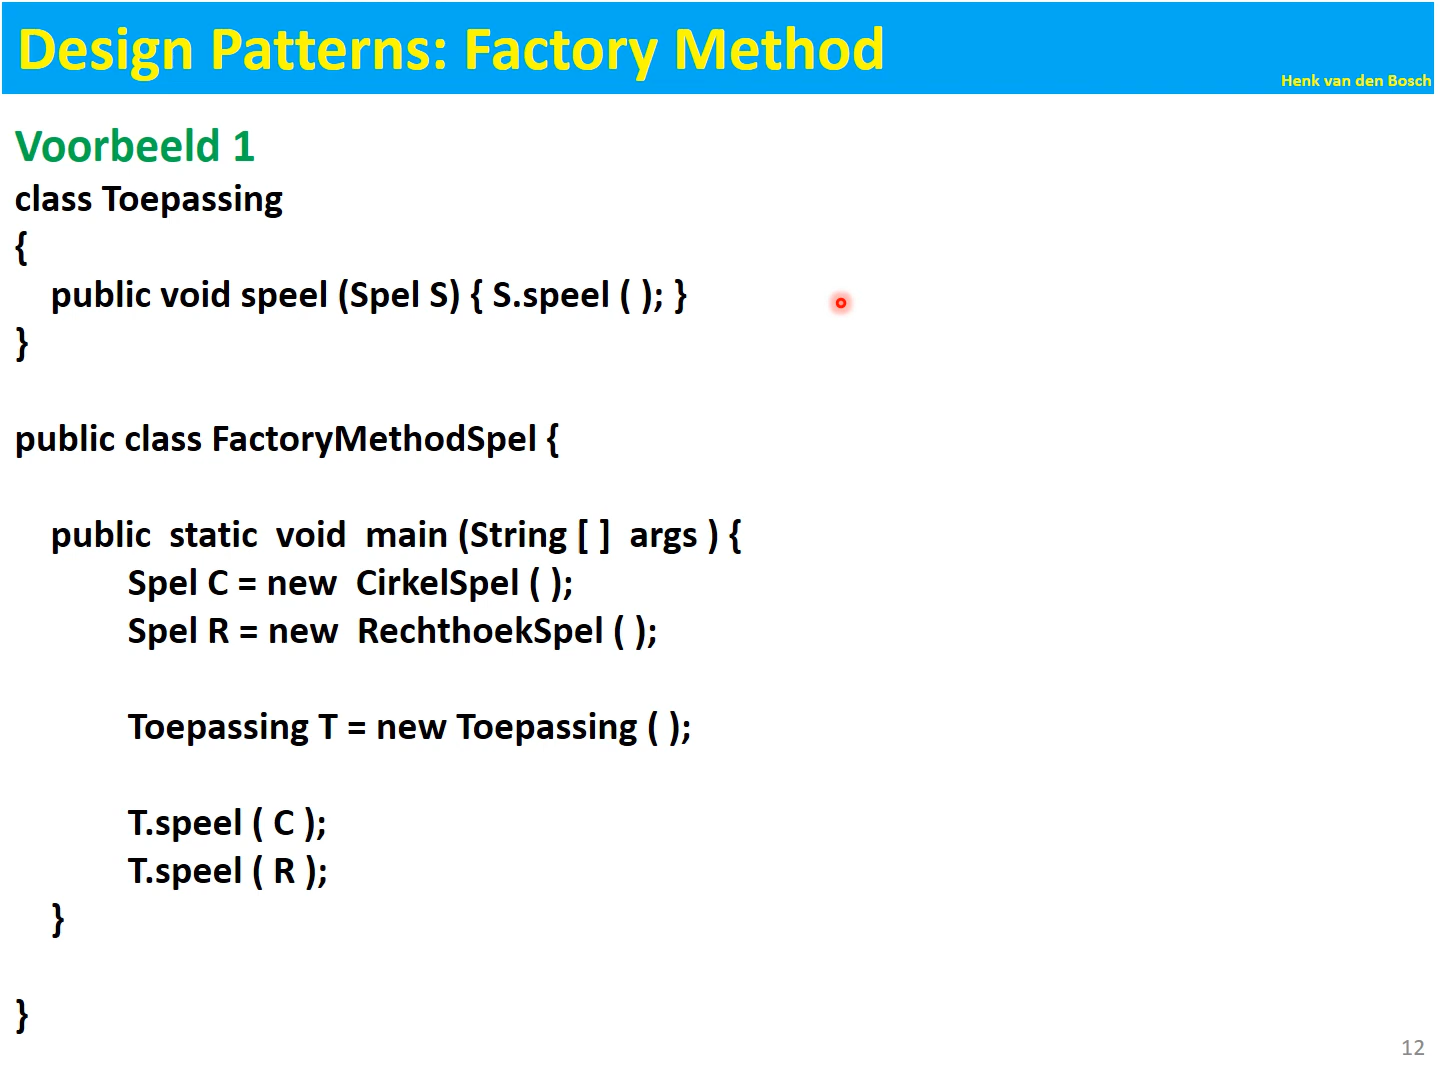 Design Patterns: Factory Method
Henk van den Bosch
Voorbeeld 1
class Toepassing
{
public void speel (Spel S) { S.speel ( ); }
}
public class FactoryMethodSpel {
public static void main (String [ ] args ) {
Spel C = new CirkelSpel ( );
Spel R = new RechthoekSpel ( );
Toepassing T = new Toepassing ( );
T.speel ( C );
T.speel ( R );
}
}
12